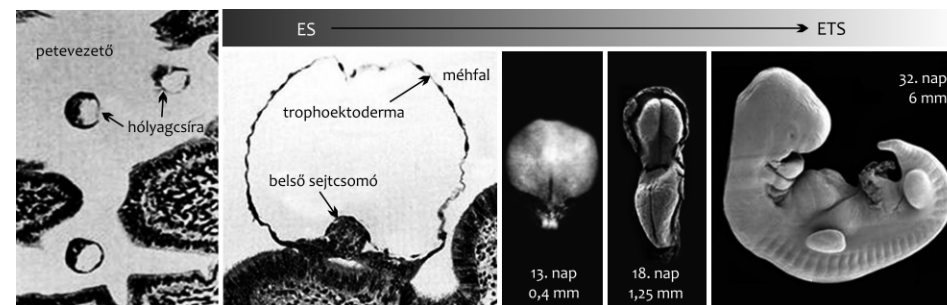 ES
ETS
petevezető
hólyagcsíra
méhfal
trophoektoderma
belső sejtcsomó
13. nap
0,4 mm
18. nap
1,25 mm
32. nap
6 mm